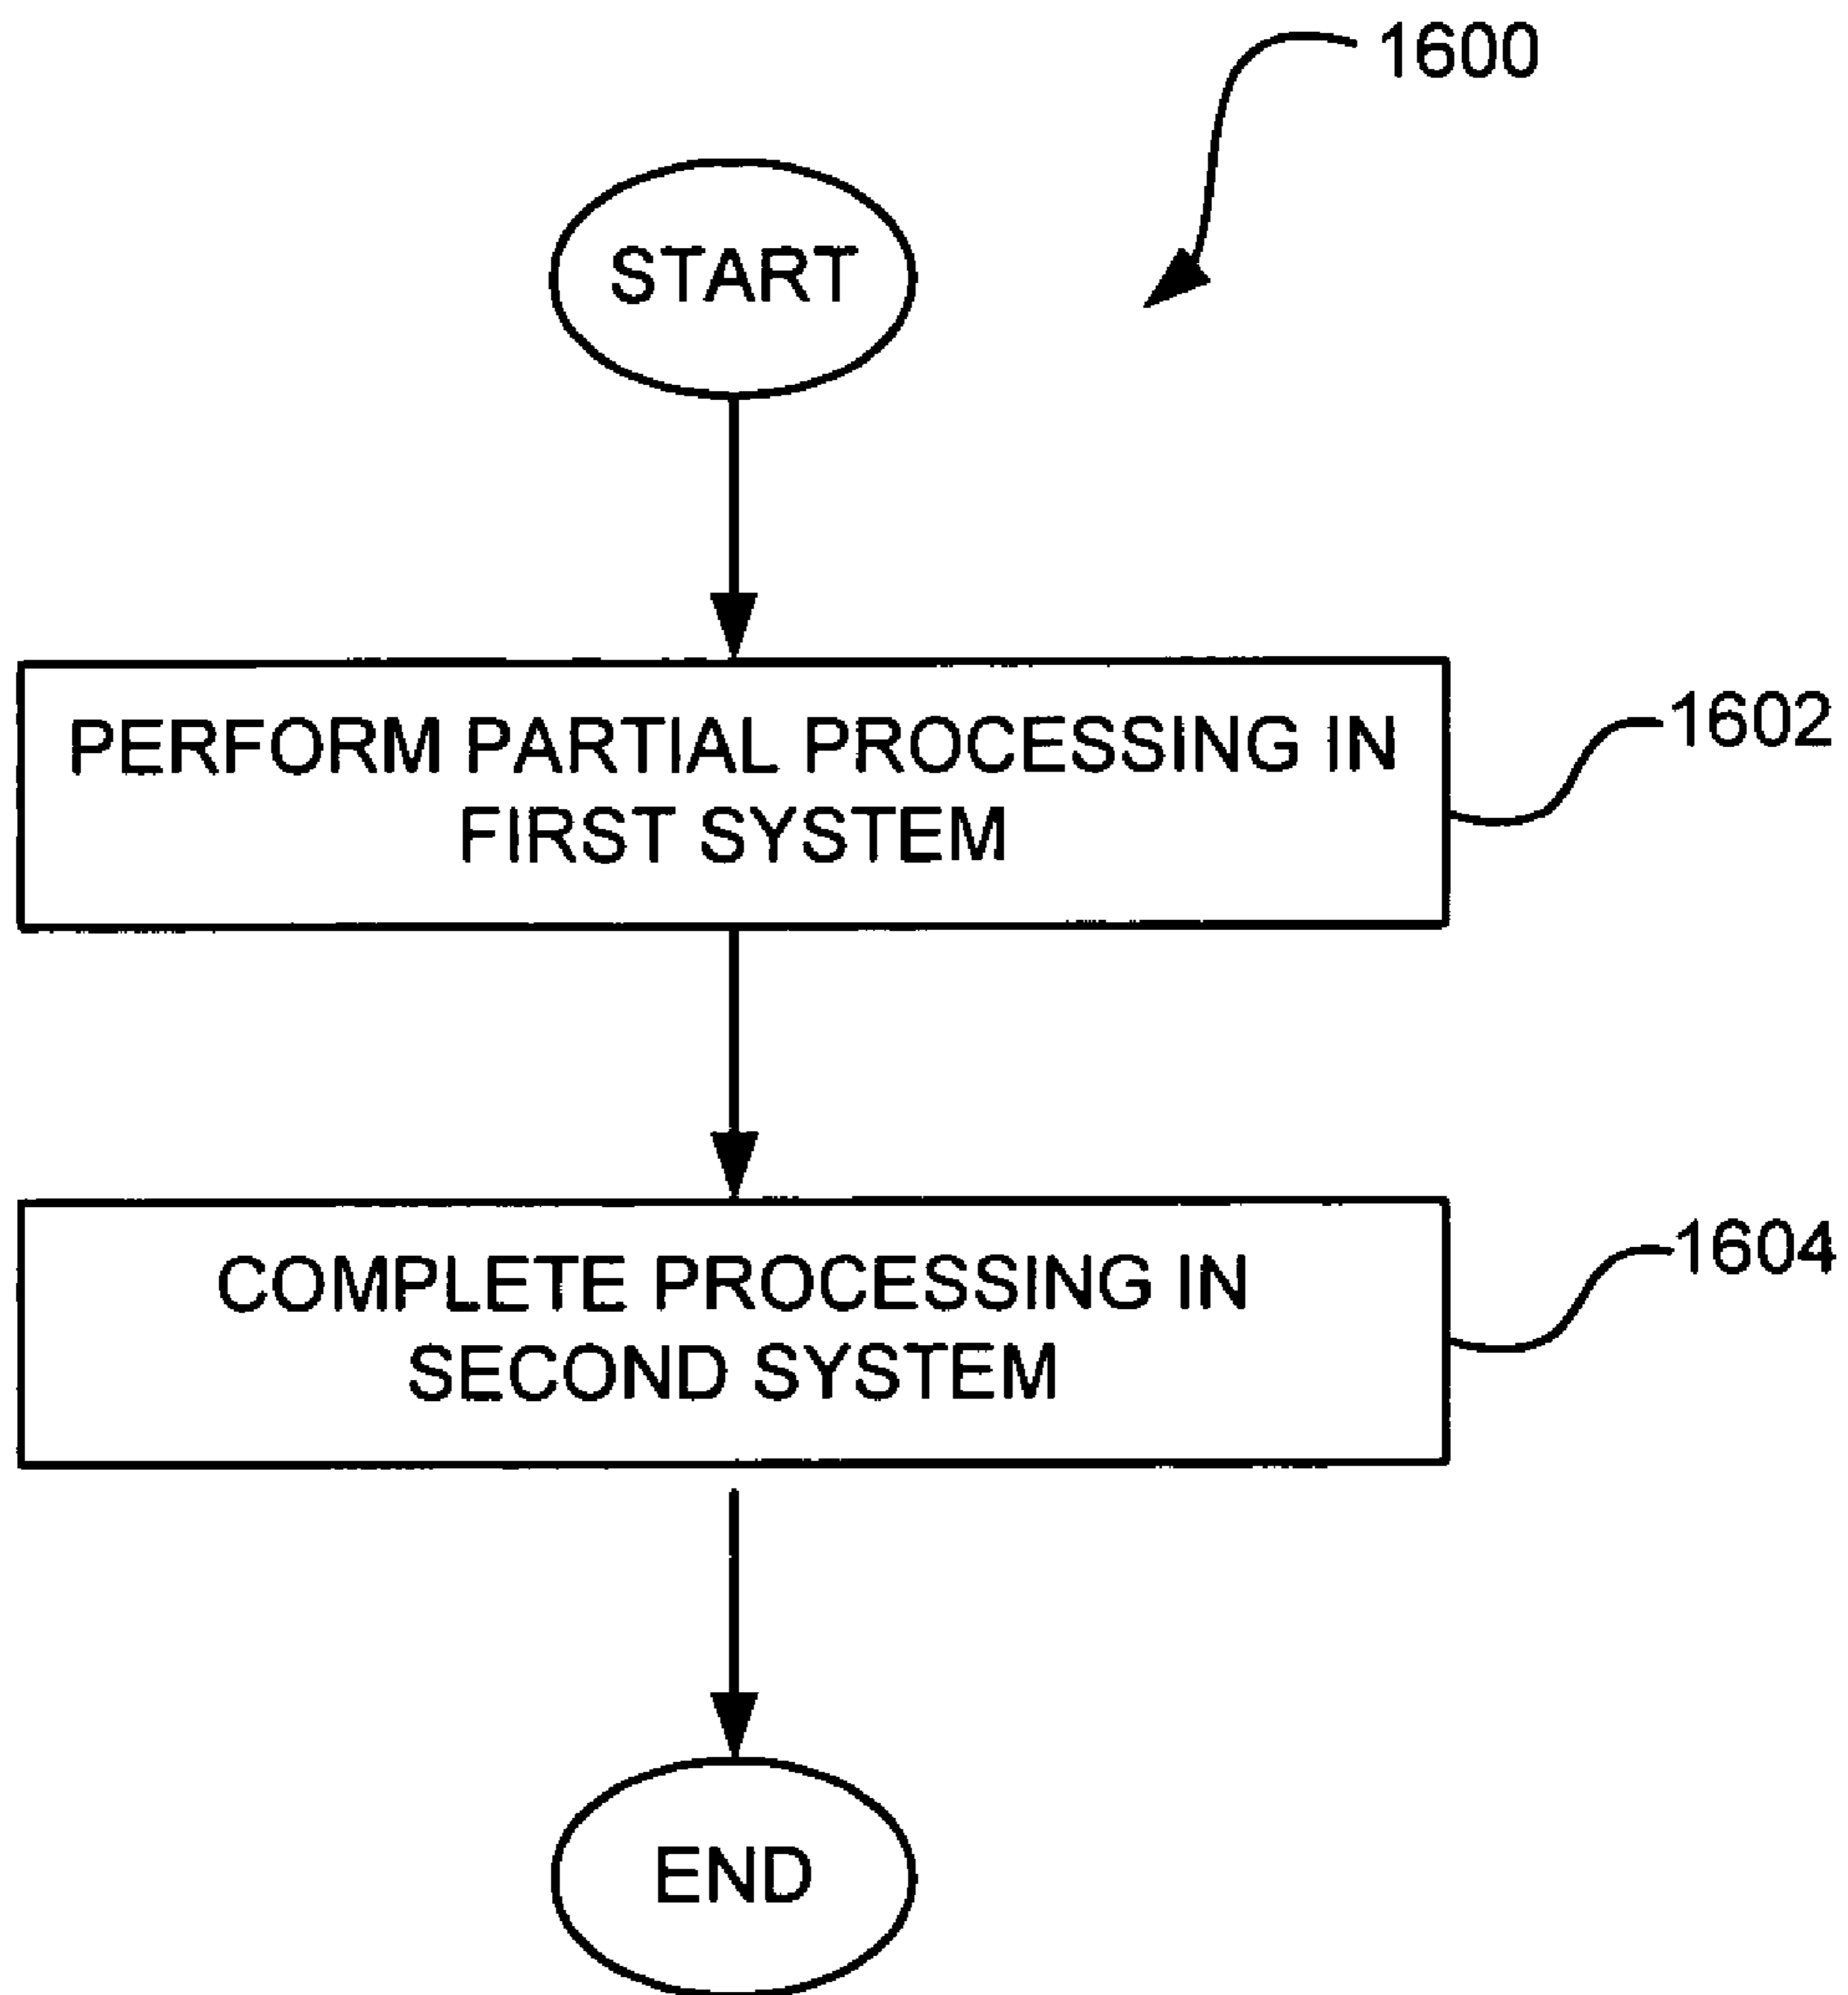 1600
START
PERFORM PARTIAL PROCESSING IN
FIRST SYSTEM
1602
COMPLETE PROCESSING IN
SECOND SYSTEM
1604
END